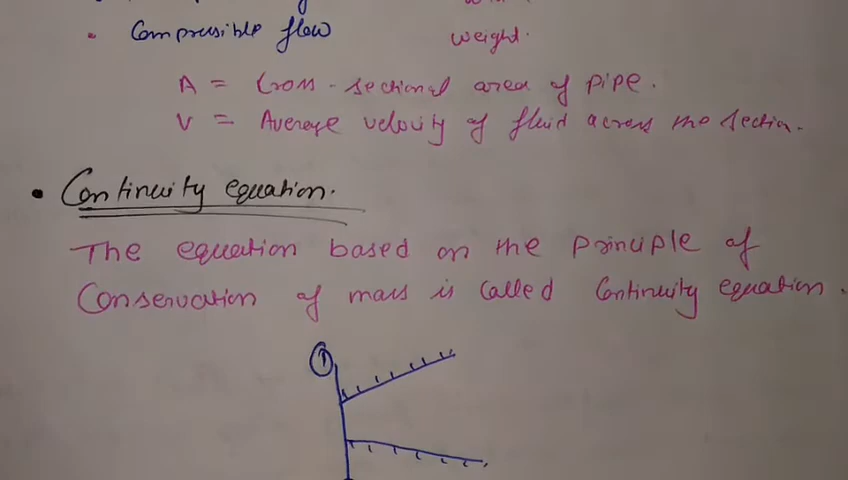 • Compressible flow weight.
A = Cross-sectional area of pipe.
V = Average velocity of fluid across the section.
• Continuity equation.
The equation based on the principle of
Conservation of mass is called Continuity equation.
1